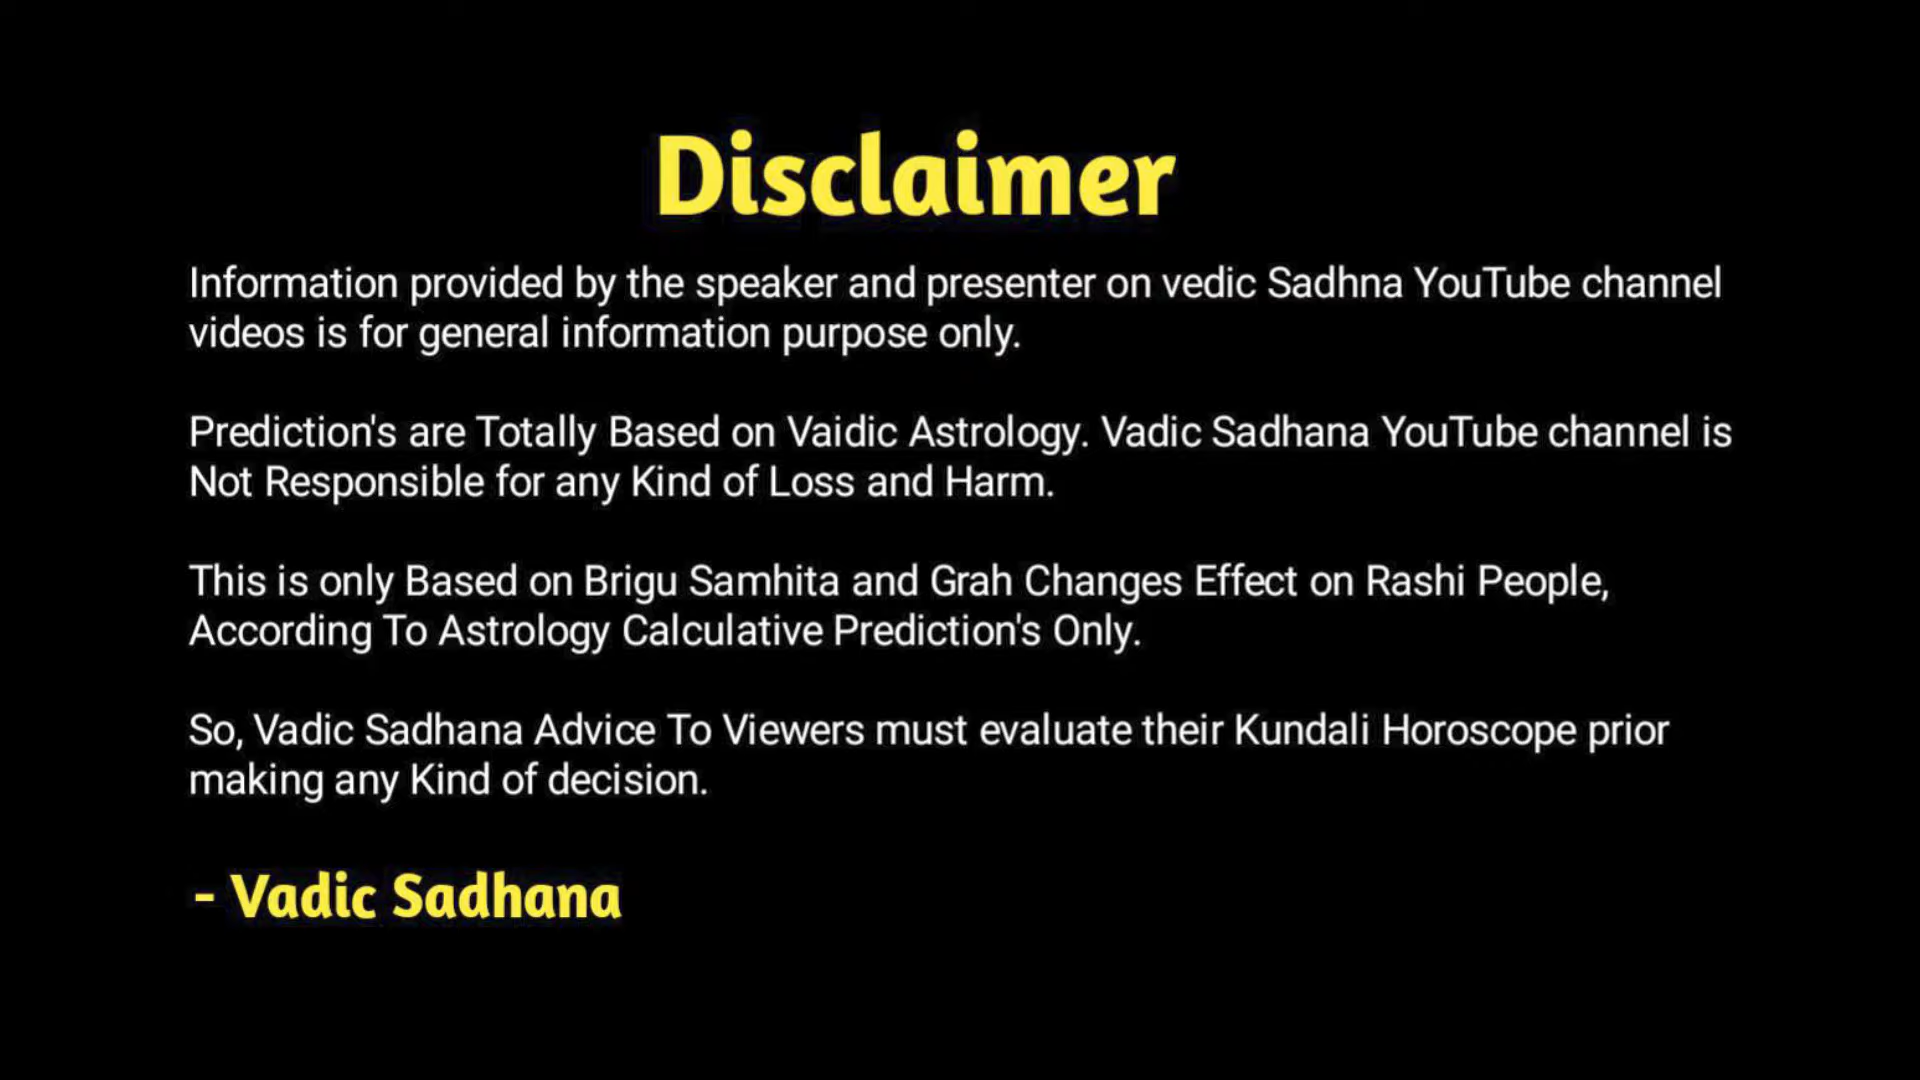 Disclaimer
Information provided by the speaker and presenter on vedic Sadhna YouTube channel
videos is for general information purpose only.
Prediction's are Totally Based on Vaidic Astrology. Vadic Sadhana YouTube channel is
Not Responsible for any Kind of Loss and Harm.
This is only Based on Brigu Samhita and Grah Changes Effect on Rashi People,
According To Astrology Calculative Prediction's Only.
So, Vadic Sadhana Advice To Viewers must evaluate their Kundali Horoscope prior
making any Kind of decision.
- Vadic Sadhana